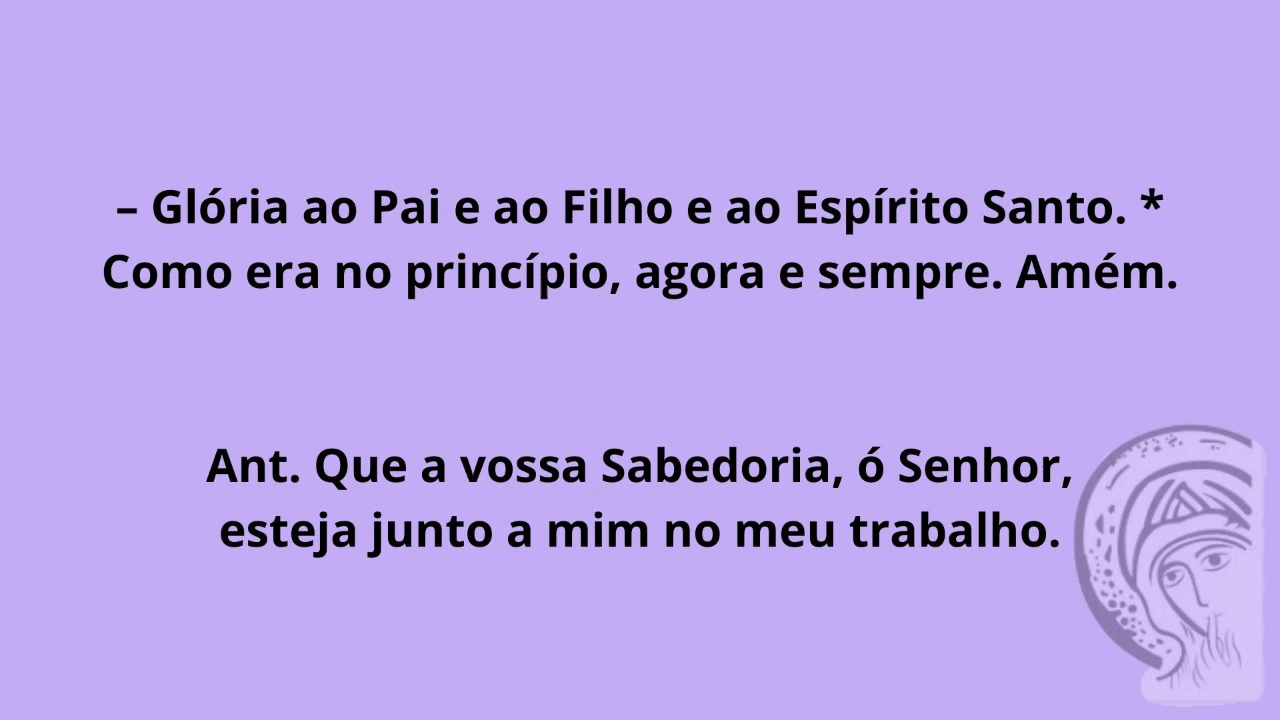 – Glória ao Pai e ao Filho e ao Espírito Santo. *
Como era no princípio, agora e sempre. Amém.
Ant. Que a vossa Sabedoria, ó Senhor,
esteja junto a mim no meu trabalho.